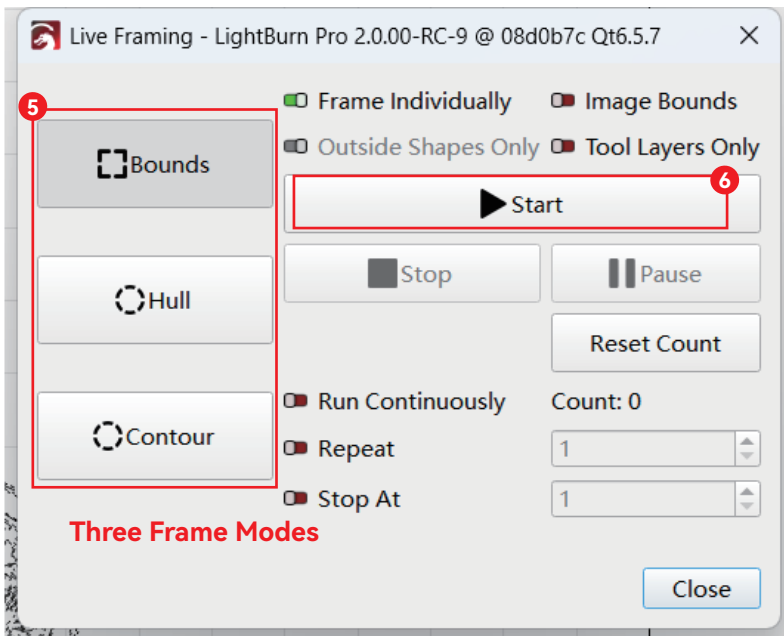 Live Framing - LightBurn Pro 2.0.00-RC-9 @ 08d0b7c Qt6.5.7
5
Bounds
Hull
Contour
Three Frame Modes
Frame Individually Image Bounds
Outside Shapes Only Tool Layers Only
6
Start
Stop Pause
Reset Count
Run Continuously Count: 0
Repeat 1
Stop At 1
Close